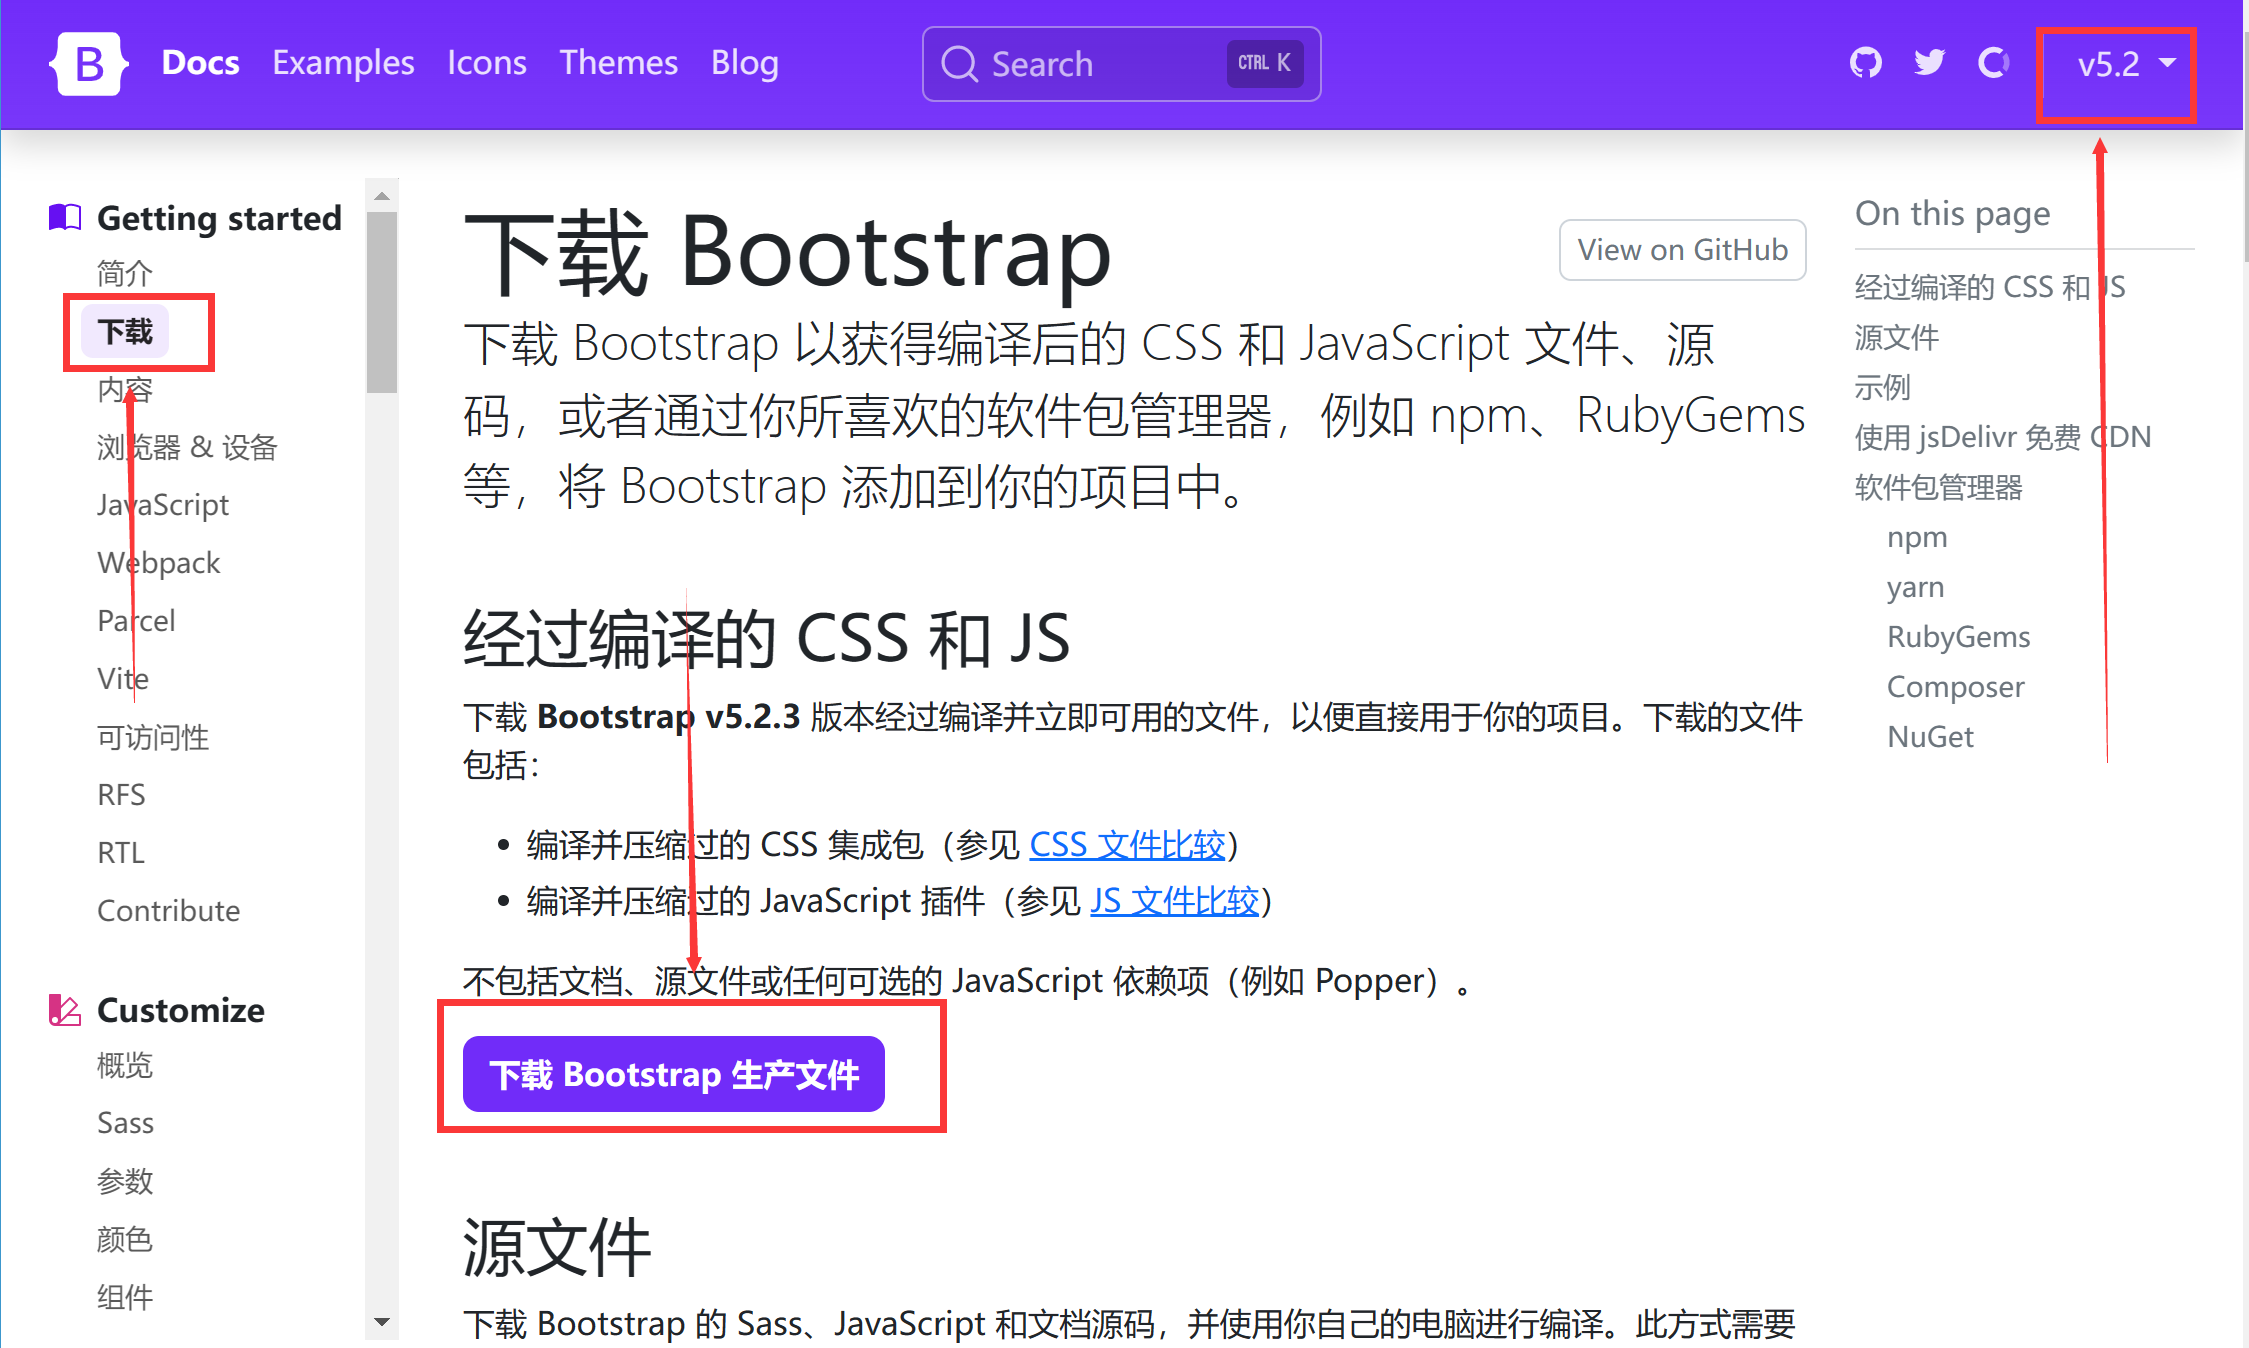 B Docs Examples Icons Themes Blog Search CTRL K v5.2
Getting started
简介
下载
内容
浏览器 & 设备
JavaScript
Webpack
Parcel
Vite
可访问性
RFS
RTL
Contribute
Customize
概览
Sass
参数
颜色
组件
下载 Bootstrap
View on GitHub
下载 Bootstrap 以获得编译后的 CSS 和 JavaScript 文件、源
码，或者通过你所喜欢的软件包管理器，例如 npm、RubyGems
等，将 Bootstrap 添加到你的项目中。
经过编译的 CSS 和 JS
下载 Bootstrap v5.2.3 版本经过编译并立即可用的文件，以便直接用于你的项目。下载的文件
包括：
• 编译并压缩过的 CSS 集成包（参见 CSS 文件比较）
• 编译并压缩过的 JavaScript 插件（参见 JS 文件比较）
不包括文档、源文件或任何可选的 JavaScript 依赖项（例如 Popper）。
下载 Bootstrap 生产文件
源文件
下载 Bootstrap 的 Sass、JavaScript 和文档源码，并使用你自己的电脑进行编译。此方式需要
On this page
经过编译的 CSS 和 JS
源文件
示例
使用 jsDelivr 免费 CDN
软件包管理器
npm
yarn
RubyGems
Composer
NuGet